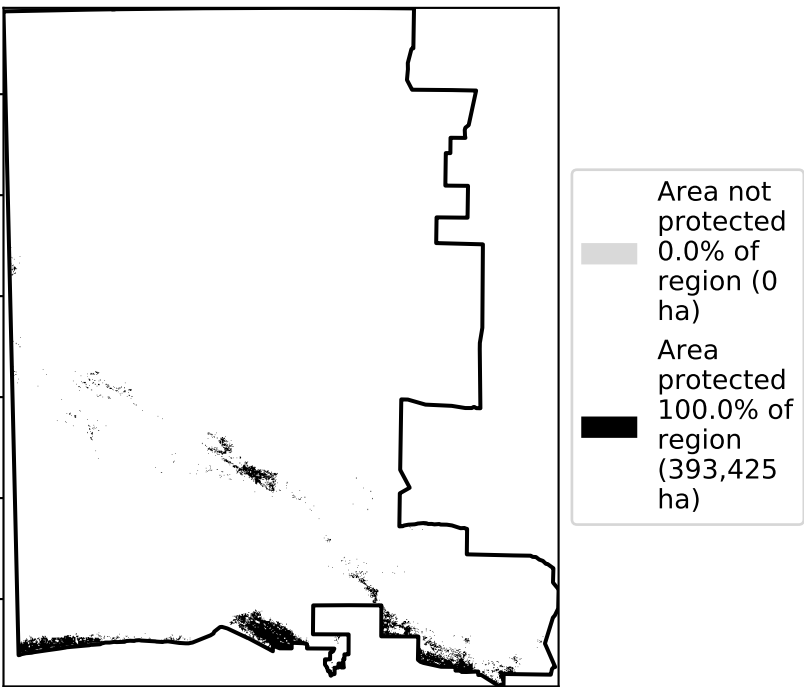 Area not
protected
0.0% of
region (0
ha)
Area
protected
100.0% of
region
(393,425
ha)